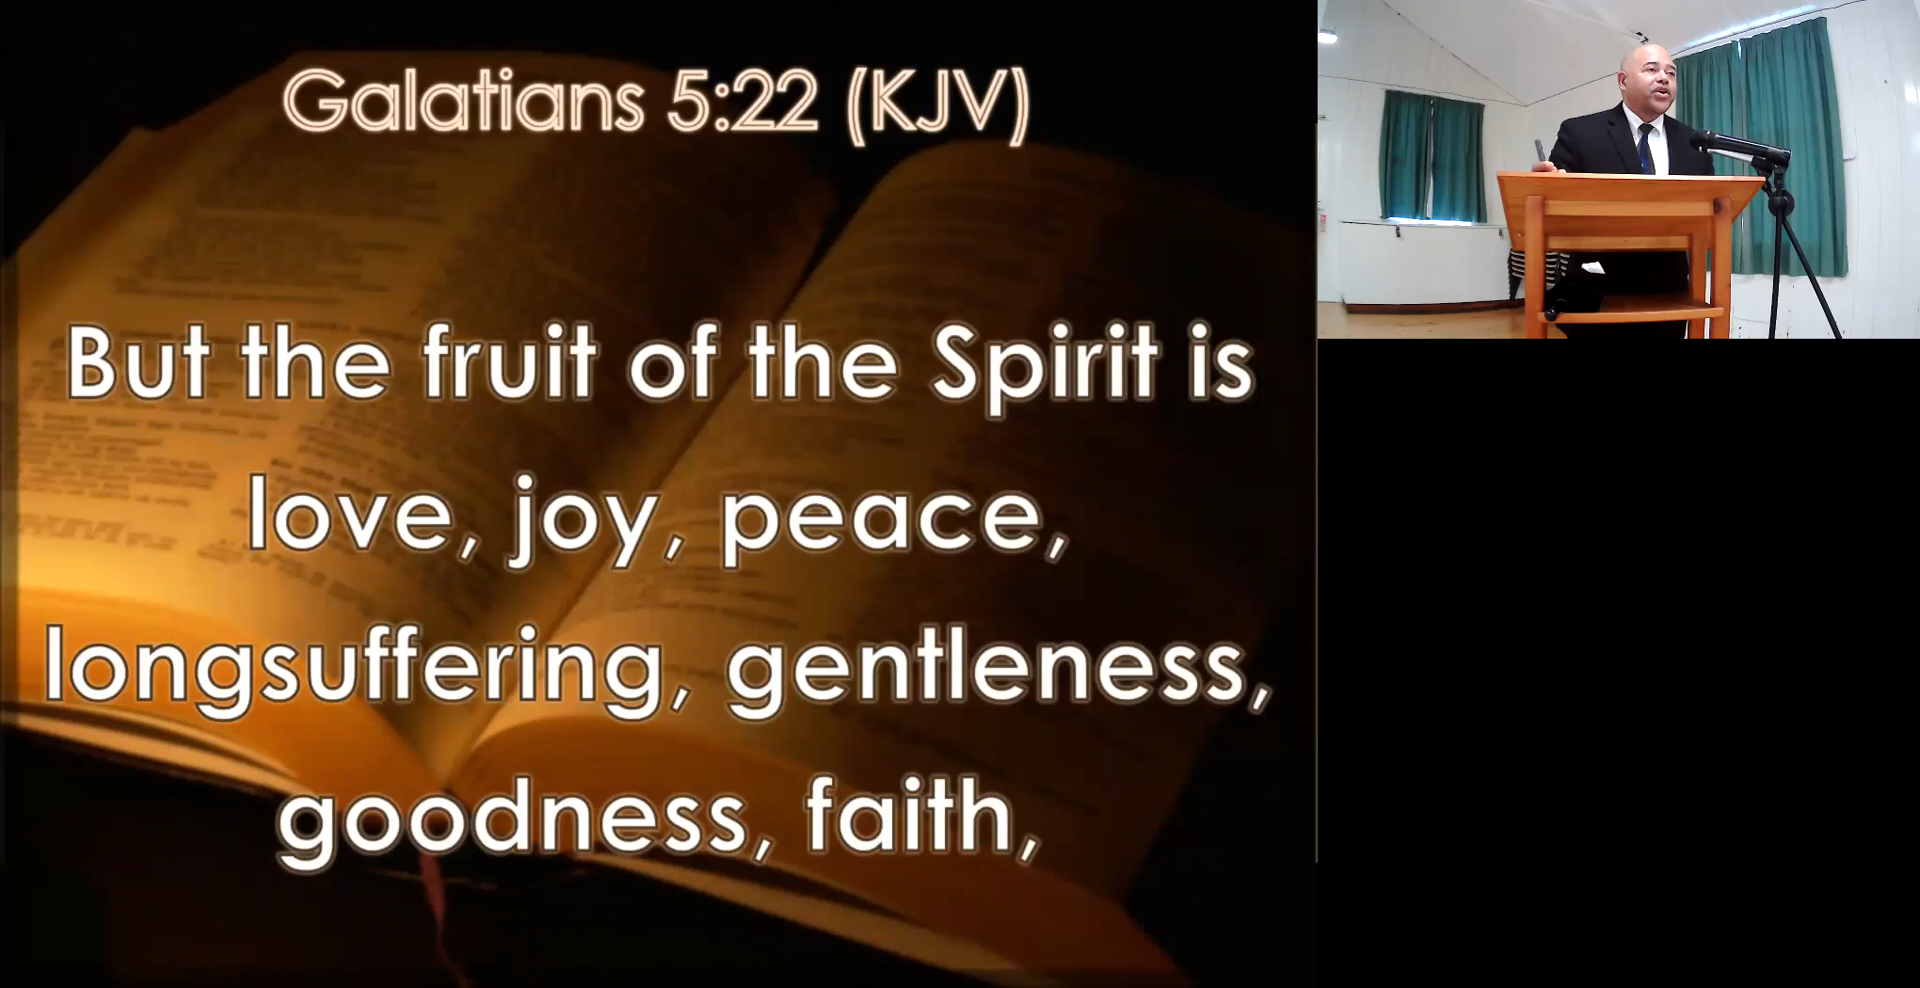 Galatians 5:22 (KJV)
But the fruit of the Spirit is
love, joy, peace,
longsuffering, gentleness,
goodness, faith,